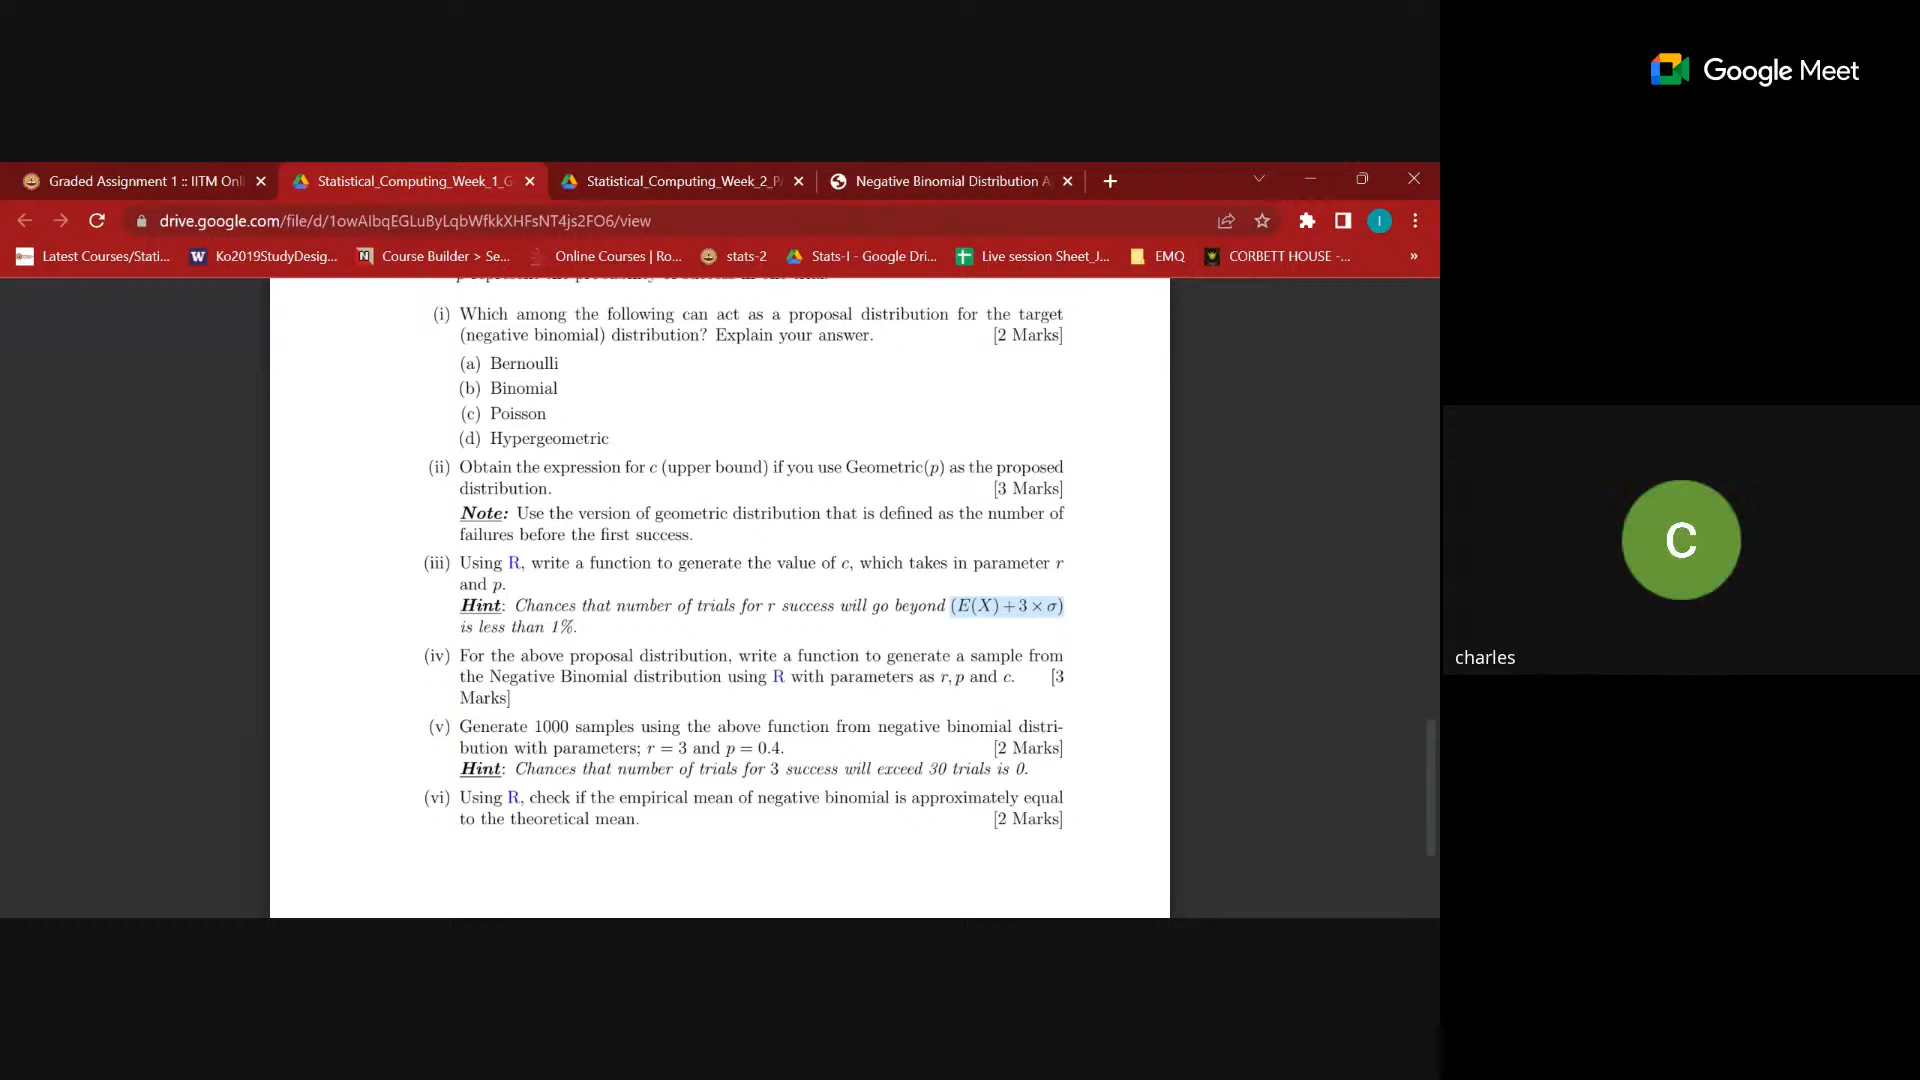 Google Meet
Graded Assignment 1 :: IITM Onl
Statistical_Computing_Week_1_G
Statistical_Computing_Week_2_P
Negative Binomial Distribution A
drive.google.com/file/d/1owAIbqEGLuByLqbWfkkXHFsNT4js2FO6/view
I
Latest Courses/Stati...
W Ko2019StudyDesig...
Course Builder > Se...
Online Courses | Ro...
stats-2
Stats-I - Google Dri...
Live session Sheet_J...
EMQ
CORBETT HOUSE -...
»
(i) Which among the following can act as a proposal distribution for the target
(negative binomial) distribution? Explain your answer. [2 Marks]
(a) Bernoulli
(b) Binomial
(c) Poisson
(d) Hypergeometric
(ii) Obtain the expression for c (upper bound) if you use Geometric(p) as the proposed
distribution. [3 Marks]
Note: Use the version of geometric distribution that is defined as the number of
failures before the first success.
(iii) Using R, write a function to generate the value of c, which takes in parameter r
and p.
Hint: Chances that number of trials for r success will go beyond (E(X) + 3 × σ)
is less than 1%.
(iv) For the above proposal distribution, write a function to generate a sample from
the Negative Binomial distribution using R with parameters as r, p and c. [3
Marks]
(v) Generate 1000 samples using the above function from negative binomial distri-
bution with parameters; r = 3 and p = 0.4. [2 Marks]
Hint: Chances that number of trials for 3 success will exceed 30 trials is 0.
(vi) Using R, check if the empirical mean of negative binomial is approximately equal
to the theoretical mean. [2 Marks]
C
charles